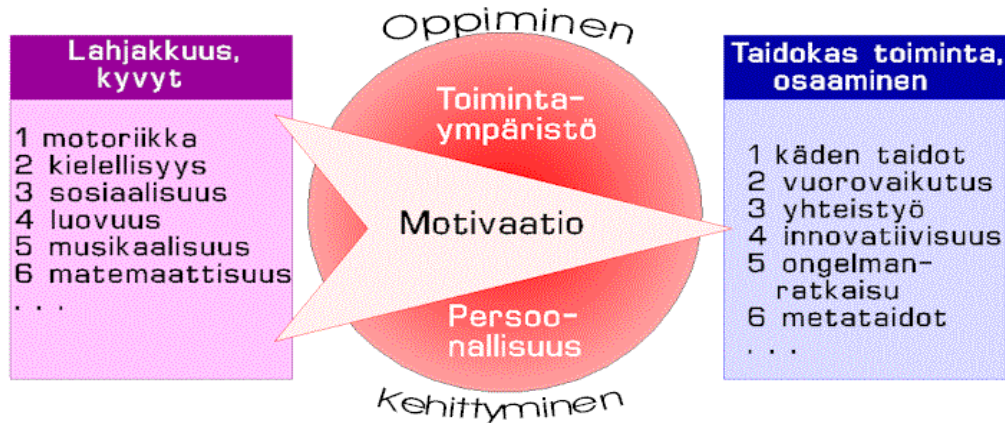 Lahjakkuus,
kyvyt
1 motoriikka
2 kielellisyys
3 sosiaalisuus
4 luovuus
5 musikaalisuus
6 matemaattisuus
. . .
Oppiminen
Toiminta-
ympäristö
Motivaatio
Persoo-
nallisuus
Kehittyminen
Taidokas toiminta,
osaaminen
1 käden taidot
2 vuorovaikutus
3 yhteistyö
4 innovatiivisuus
5 ongelman-
ratkaisu
6 metataidot
. . .